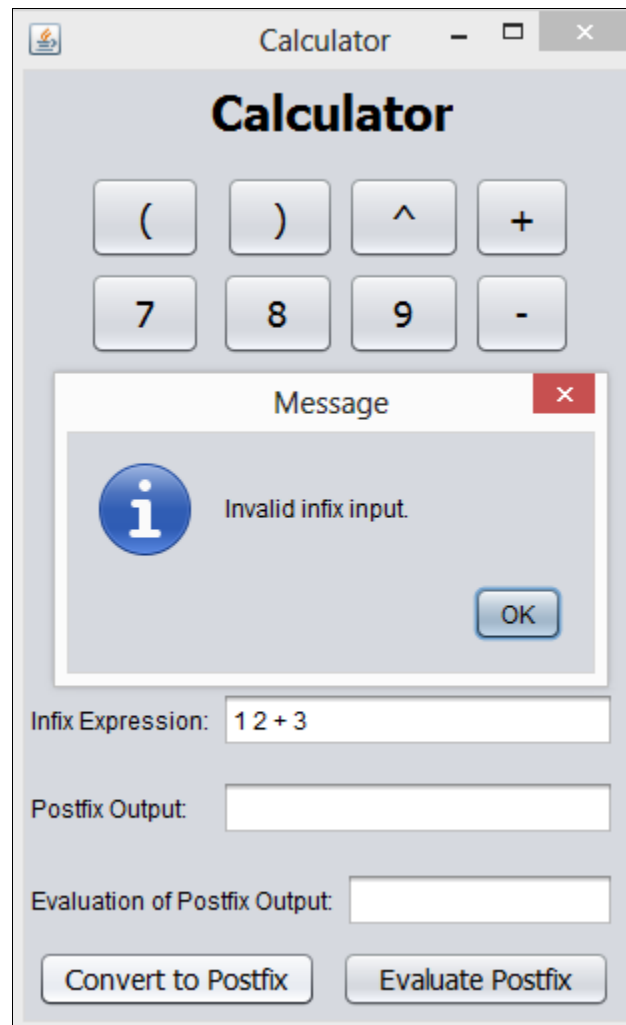 Calculator
Calculator
( ) ^ +
7 8 9 -
Message
Invalid infix input.
OK
Infix Expression: 1 2 + 3
Postfix Output:
Evaluation of Postfix Output:
Convert to Postfix Evaluate Postfix